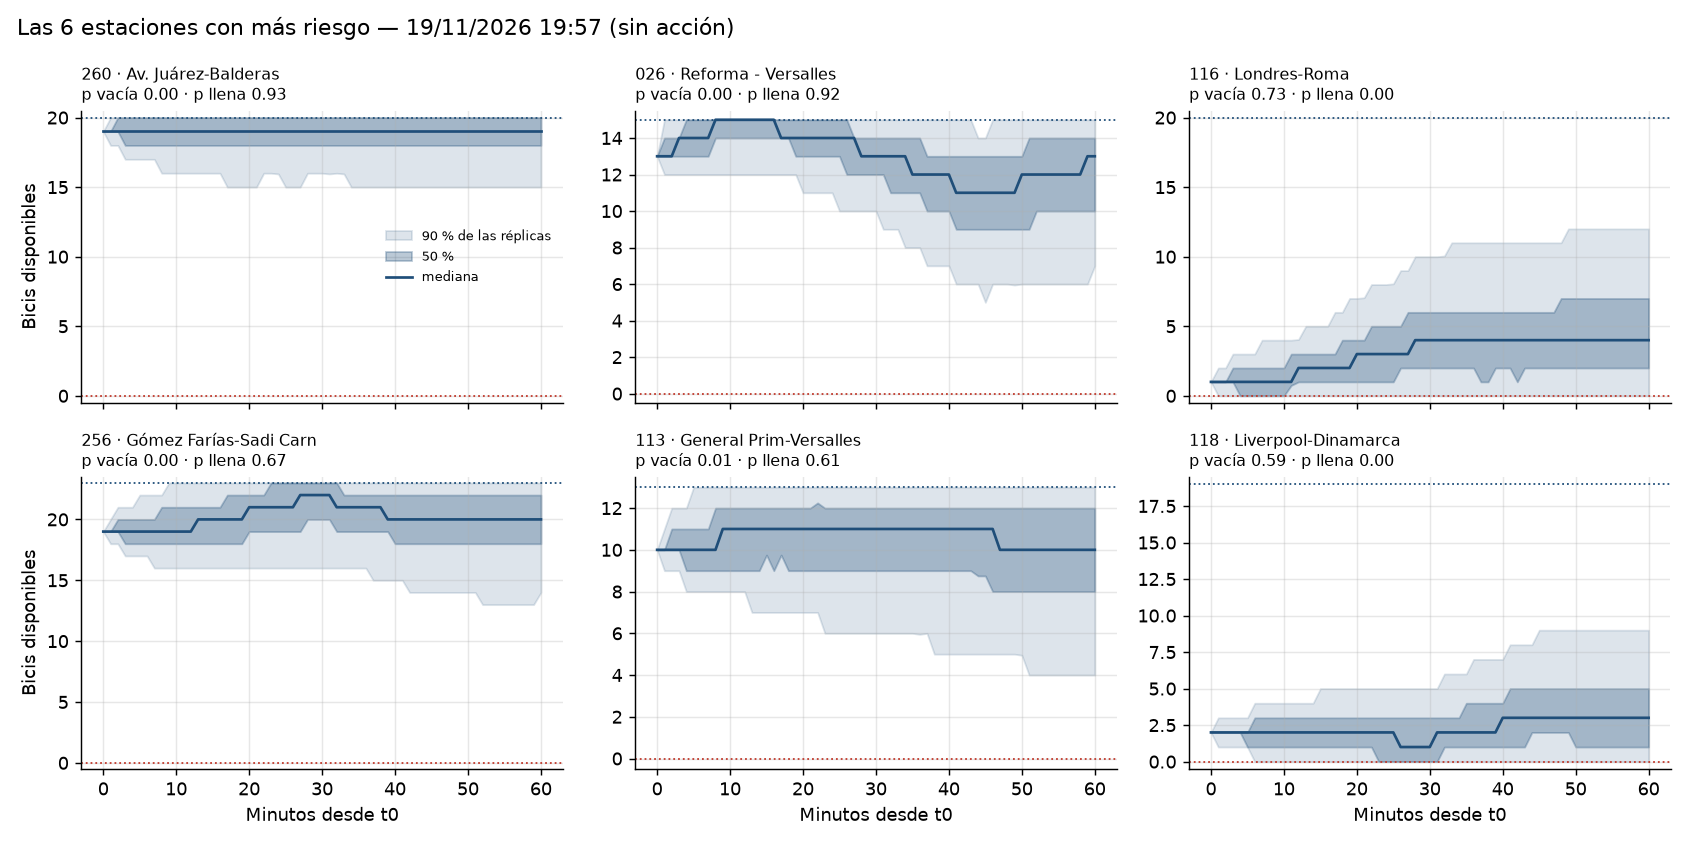 Las 6 estaciones con más riesgo — 19/11/2026 19:57 (sin acción)
260 · Av. Juárez-Balderas
p vacía 0.00 · p llena 0.93
20
15
10
5
0
Bicis disponibles
90 % de las réplicas
50 %
mediana
026 · Reforma - Versalles
p vacía 0.00 · p llena 0.92
14
12
10
8
6
4
2
0
116 · Londres-Roma
p vacía 0.73 · p llena 0.00
20
15
10
5
0
256 · Gómez Farías-Sadi Carn
p vacía 0.00 · p llena 0.67
20
15
10
5
0
Bicis disponibles
0 10 20 30 40 50 60
Minutos desde t0
113 · General Prim-Versalles
p vacía 0.01 · p llena 0.61
12
10
8
6
4
2
0
0 10 20 30 40 50 60
Minutos desde t0
118 · Liverpool-Dinamarca
p vacía 0.59 · p llena 0.00
17.5
15.0
12.5
10.0
7.5
5.0
2.5
0.0
0 10 20 30 40 50 60
Minutos desde t0